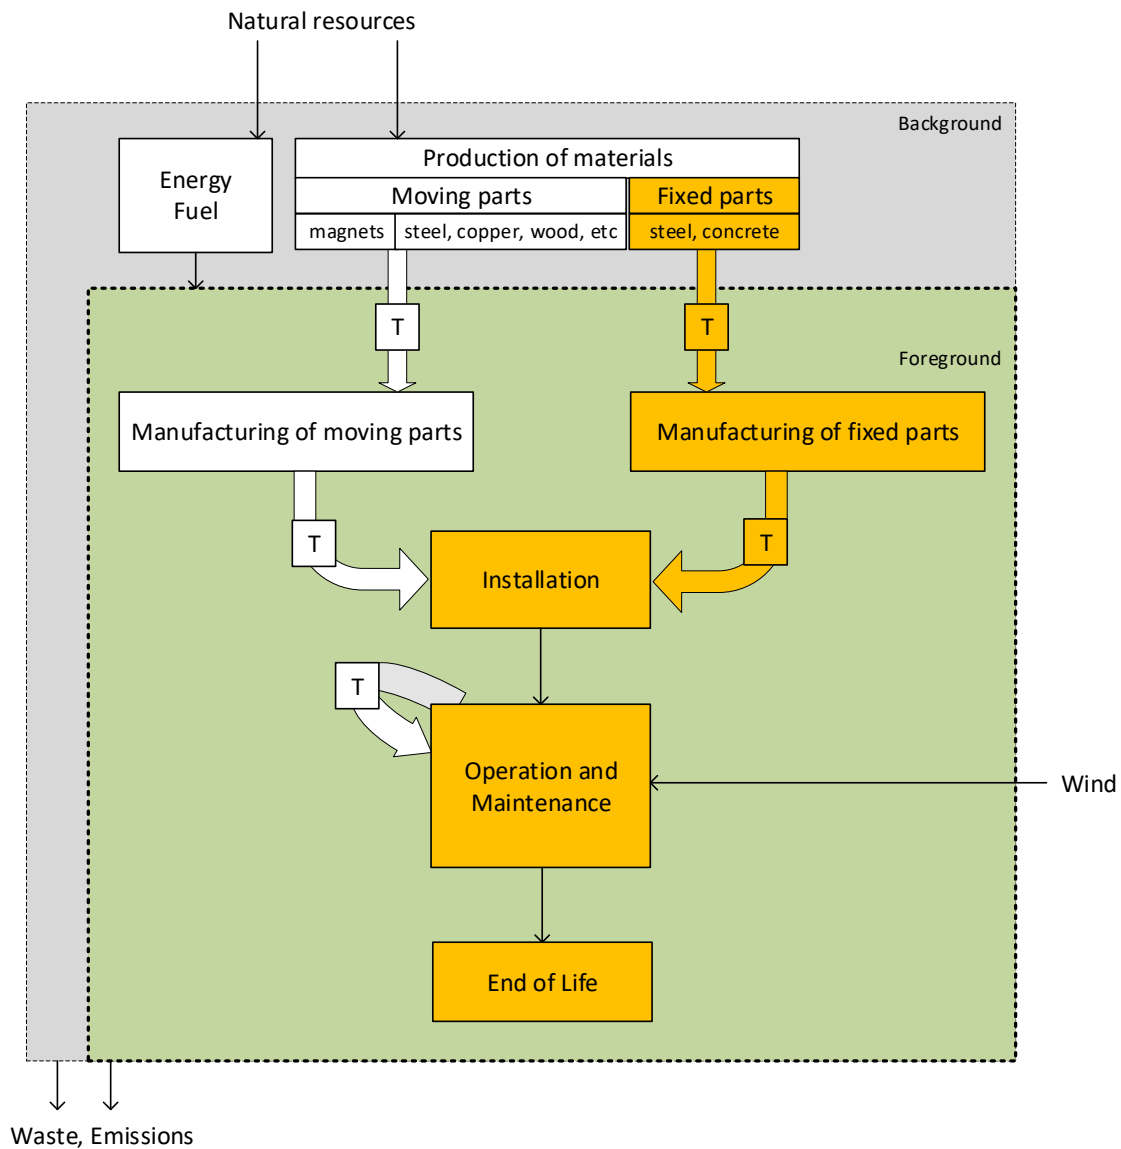 Natural resources
Background
Energy
Fuel
Production of materials
Moving parts
Fixed parts
magnets
steel, copper, wood, etc
steel, concrete
T
T
Foreground
Manufacturing of moving parts
Manufacturing of fixed parts
T
T
Installation
T
Operation and
Maintenance
Wind
End of Life
Waste, Emissions